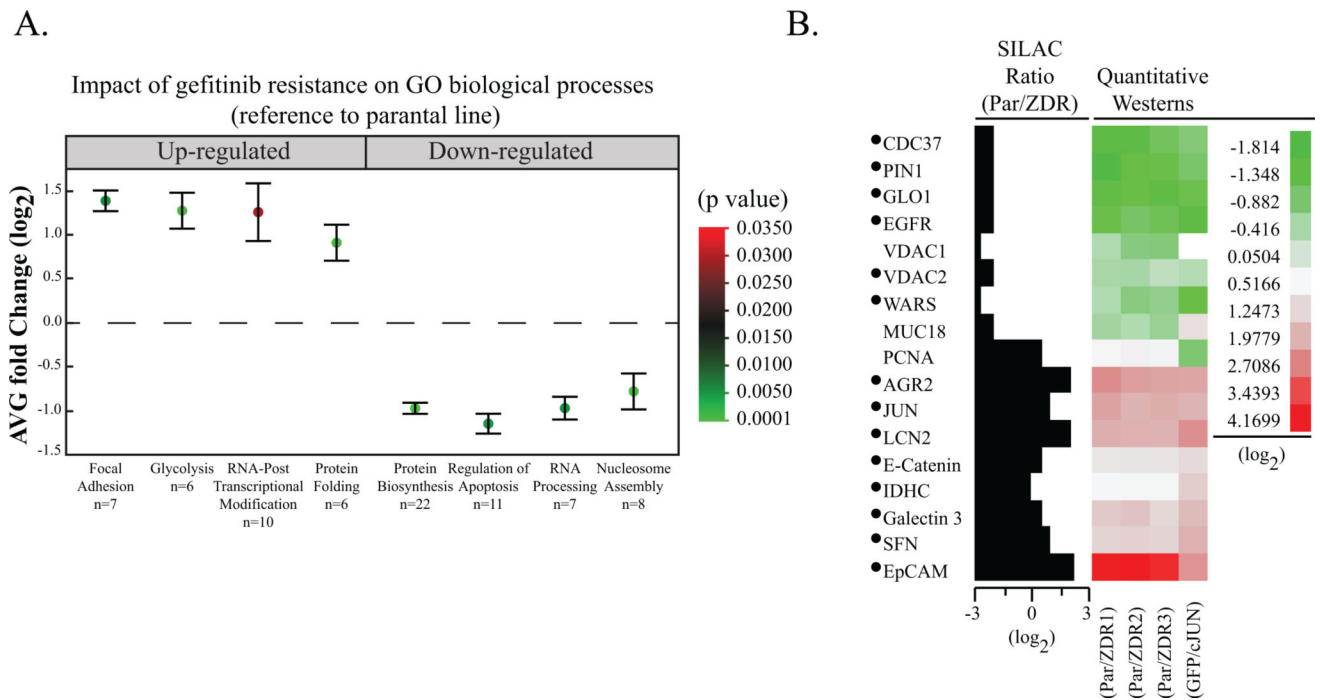 A.
Impact of gefitinib resistance on GO biological processes
(reference to parantal line)
Up-regulated
Down-regulated
AVG fold Change (log2)
1.5
1.0
0.5
0.0
-0.5
-1.0
-1.5
Focal
Adhesion
n=7
Glycolysis
n=6
RNA-Post
Transcriptional
Modification
n=10
Protein
Folding
n=6
Protein
Biosynthesis
n=22
Regulation of
Apoptosis
n=11
RNA
Processing
n=7
Nucleosome
Assembly
n=8
(p value)
0.0350
0.0300
0.0250
0.0200
0.0150
0.0100
0.0050
0.0001
B.
SILAC
Ratio
(Par/ZDR)
Quantitative
Westerns
•CDC37
•PIN1
•GLO1
•EGFR
VDAC1
•VDAC2
•WARS
MUC18
PCNA
•AGR2
•JUN
•LCN2
•E-Catenin
•IDHC
•Galectin 3
•SFN
•EpCAM
-3 0 3
(log2)
(Par/ZDR1)
(Par/ZDR2)
(Par/ZDR3)
(GFP/cJUN)
-1.814
-1.348
-0.882
-0.416
0.0504
0.5166
1.2473
1.9779
2.7086
3.4393
4.1699
(log2)